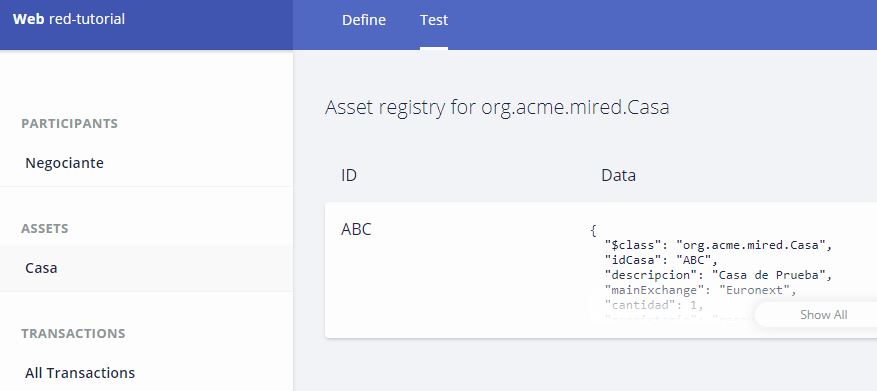 Web red-tutorial
Define
Test
PARTICIPANTS
Negociante
ASSETS
Casa
TRANSACTIONS
All Transactions
Asset registry for org.acme.mired.Casa
ID
Data
ABC
{
"$class": "org.acme.mired.Casa",
"idCasa": "ABC",
"descripcion": "Casa de Prueba",
"mainExchange": "Euronext",
"cantidad": 1,
Show All